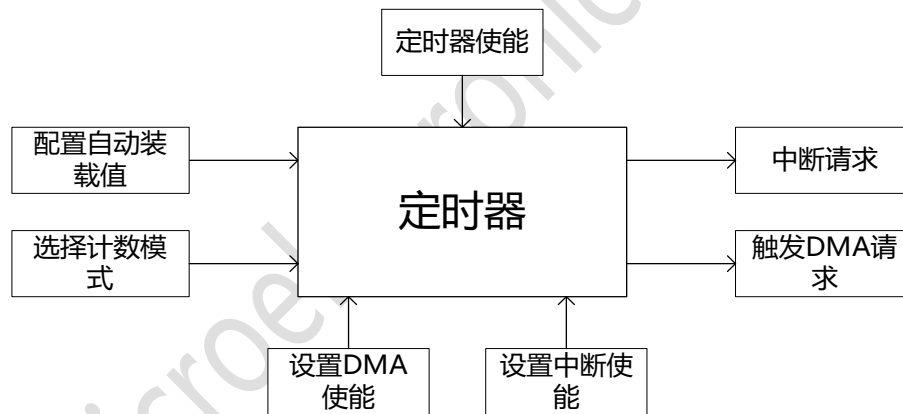 定时器使能
配置自动装
载值
中断请求
定时器
选择计数模
式
触发DMA请
求
设置DMA
使能
设置中断使
能